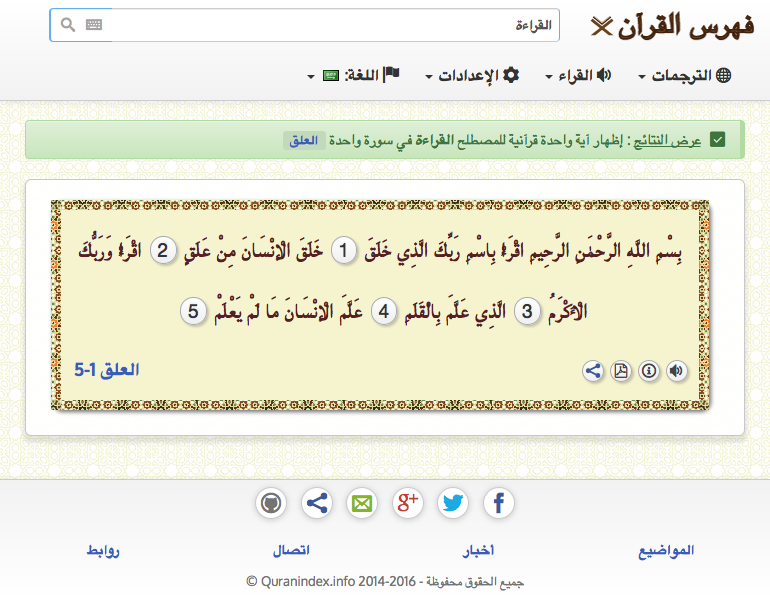 فهرس القرآن
القراءة
الترجمات
القراء
الإعدادات
اللغة:
عرض النتائج : إظهار آية واحدة قرآنية للمصطلح القراءة في سورة واحدة العلق
بِسْمِ اللَّهِ الرَّحْمَٰنِ الرَّحِيمِ اقْرَأْ بِاسْمِ رَبِّكَ الَّذِي خَلَقَ 1 خَلَقَ الْإِنْسَانَ مِنْ عَلَقٍ 2 اقْرَأْ وَرَبُّكَ
الْأَكْرَمُ 3 الَّذِي عَلَّمَ بِالْقَلَمِ 4 عَلَّمَ الْإِنْسَانَ مَا لَمْ يَعْلَمْ 5
العلق 1-5
المواضيع
أخبار
اتصال
روابط
جميع الحقوق محفوظة - Quranindex.info 2014-2016 ©